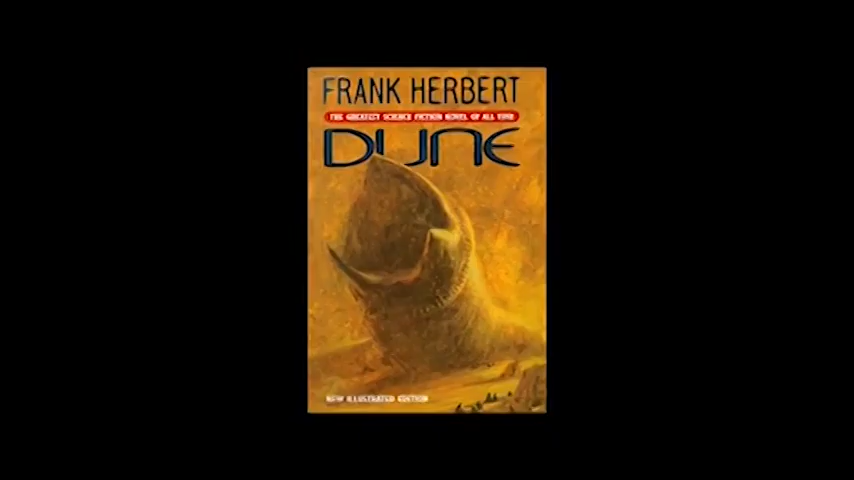 FRANK HERBERT
THE GREATEST SCIENCE FICTION NOVEL OF ALL TIME
DUNE
NEW ILLUSTRATED EDITION